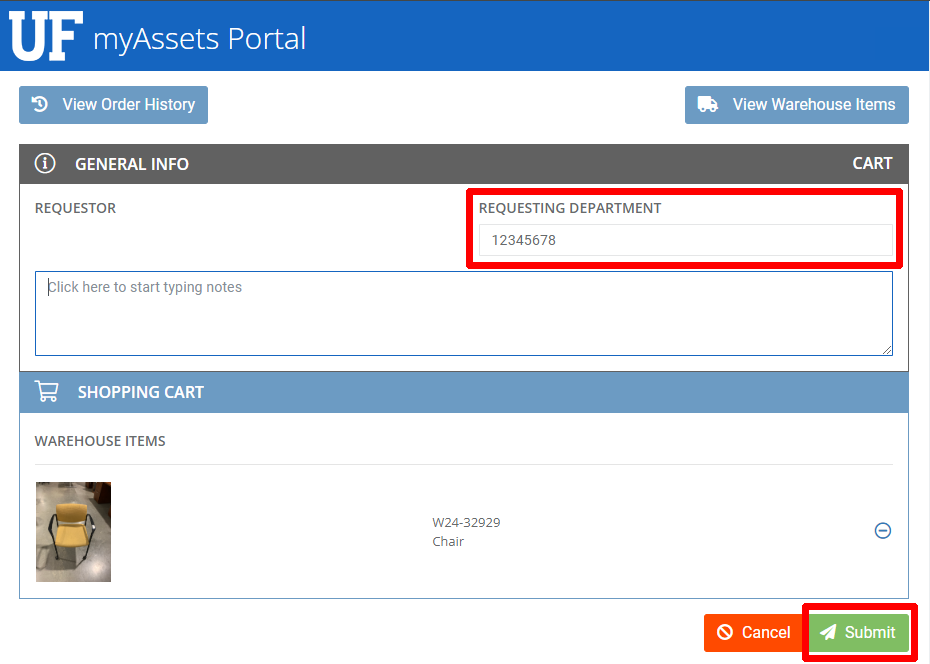 UF myAssets Portal
View Order History
View Warehouse Items
GENERAL INFO
CART
REQUESTOR
REQUESTING DEPARTMENT
12345678
Click here to start typing notes
SHOPPING CART
WAREHOUSE ITEMS
W24-32929
Chair
Cancel
Submit